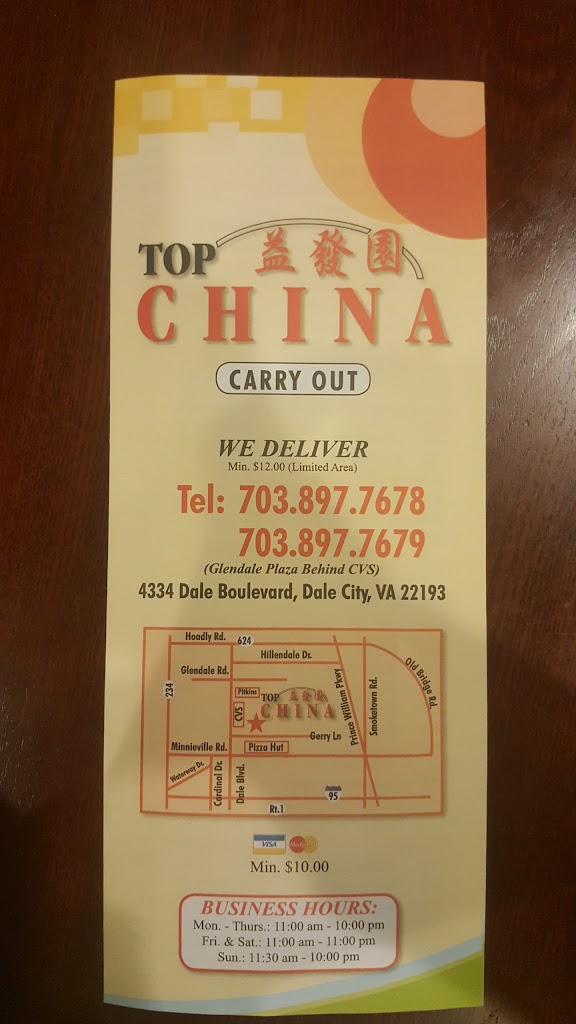 TOP 益發園
CHINA
CARRY OUT
WE DELIVER
Min. $12.00 (Limited Area)
Tel: 703.897.7678
703.897.7679
(Glendale Plaza Behind CVS)
4334 Dale Boulevard, Dale City, VA 22193
Hoadly Rd.
624
Hillendale Dr.
Glendale Rd.
Old Bridge Rd.
234
Pitkins
TOP 益發園
CHINA
CVS
Prince William Pkwy
Smoketown Rd.
Gerry Ln
Minnieville Rd.
Pizza Hut
Waterway Dr.
Cardinal Dr.
Dale Blvd.
95
Rt.1
VISA MasterCard
Min. $10.00
BUSINESS HOURS:
Mon. - Thurs.: 11:00 am - 10:00 pm
Fri. & Sat.: 11:00 am - 11:00 pm
Sun.: 11:30 am - 10:00 pm